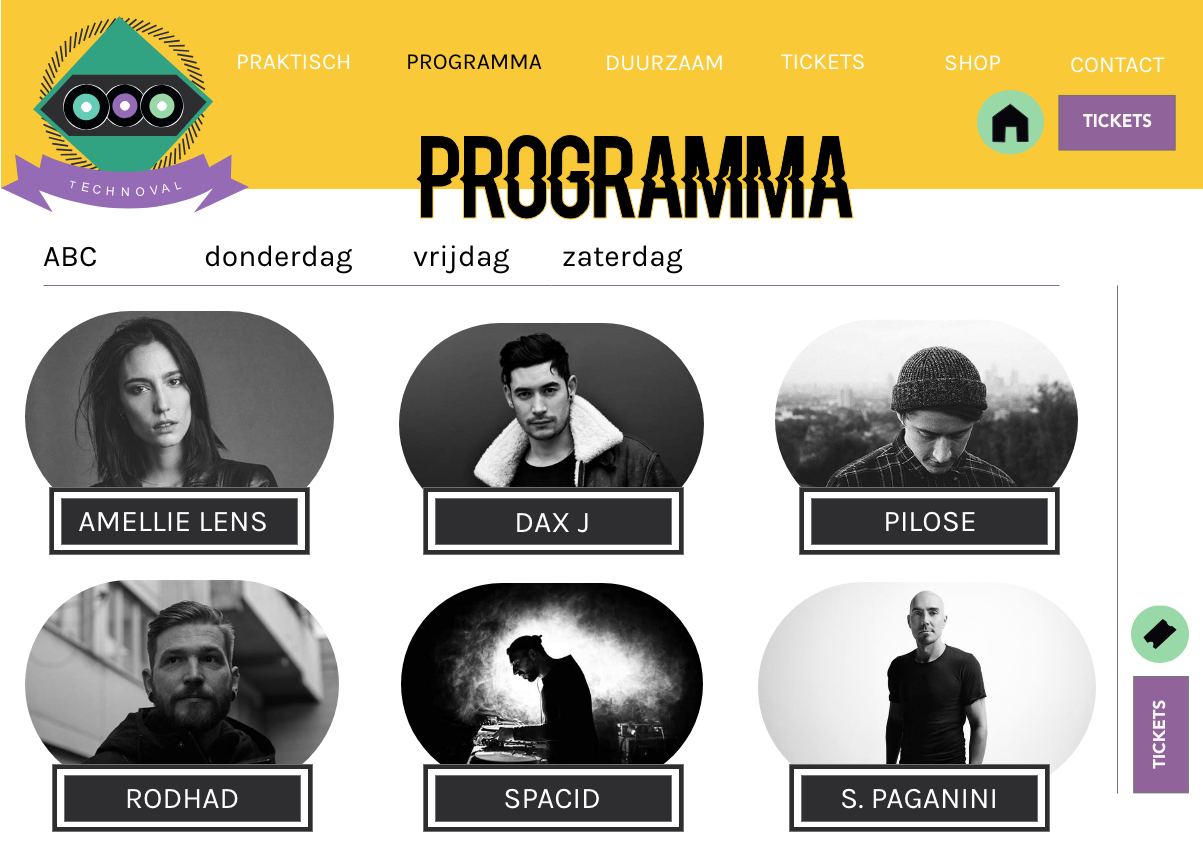 PRAKTISCH PROGRAMMA DUURZAAM TICKETS SHOP CONTACT
TICKETS
TECHNOVAL
PROGRAMMA
ABC donderdag vrijdag zaterdag
AMELLIE LENS DAX J PILOSE
TICKETS
RODHAD SPACID S. PAGANINI